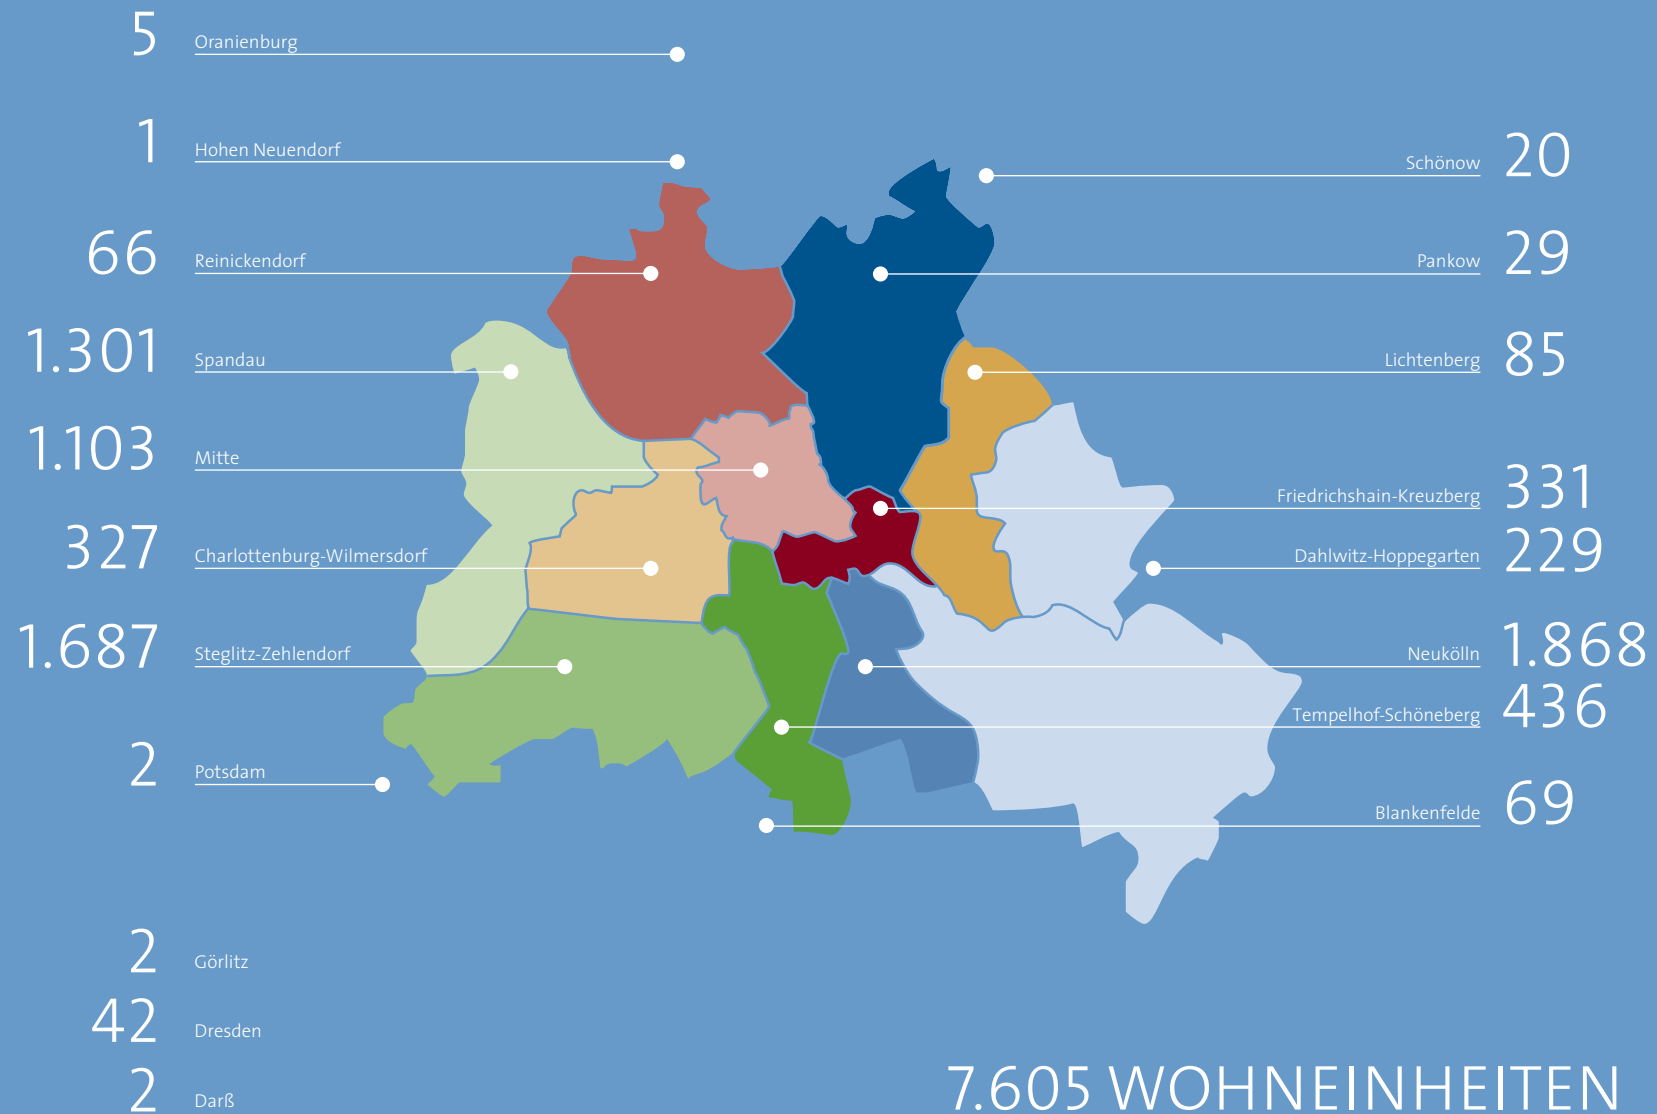 5 Oranienburg
1 Hohen Neuendorf
66 Reinickendorf
1.301 Spandau
1.103 Mitte
327 Charlottenburg-Wilmersdorf
1.687 Steglitz-Zehlendorf
2 Potsdam
Schönow 20
Pankow 29
Lichtenberg 85
Friedrichshain-Kreuzberg 331
Dahlwitz-Hoppegarten 229
Neukölln 1.868
Tempelhof-Schöneberg 436
Blankenfelde 69
2 Görlitz
42 Dresden
2 Darß
7.605 WOHNEINHEITEN